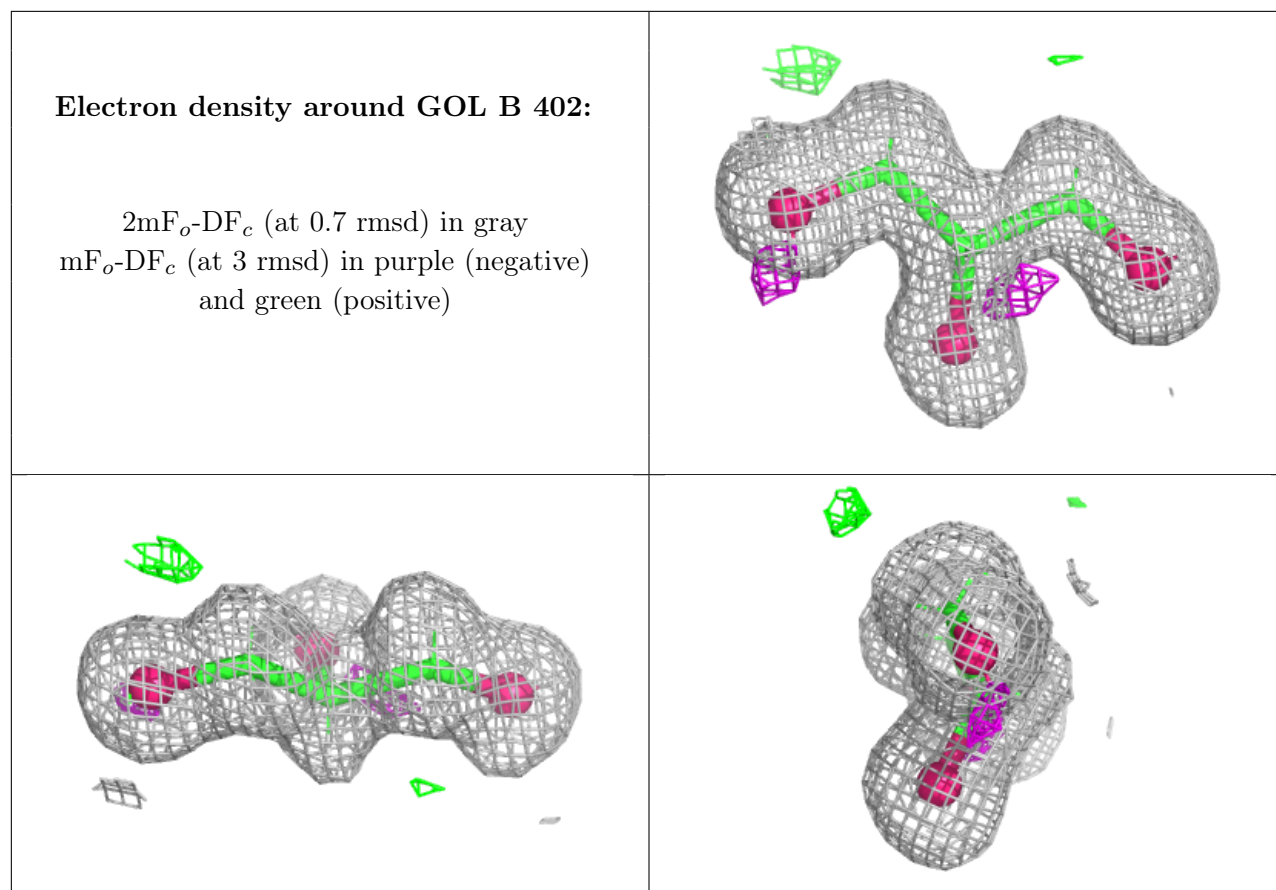 Electron density around GOL B 402:
2mFo-DFc (at 0.7 rmsd) in gray
mFo-DFc (at 3 rmsd) in purple (negative)
and green (positive)